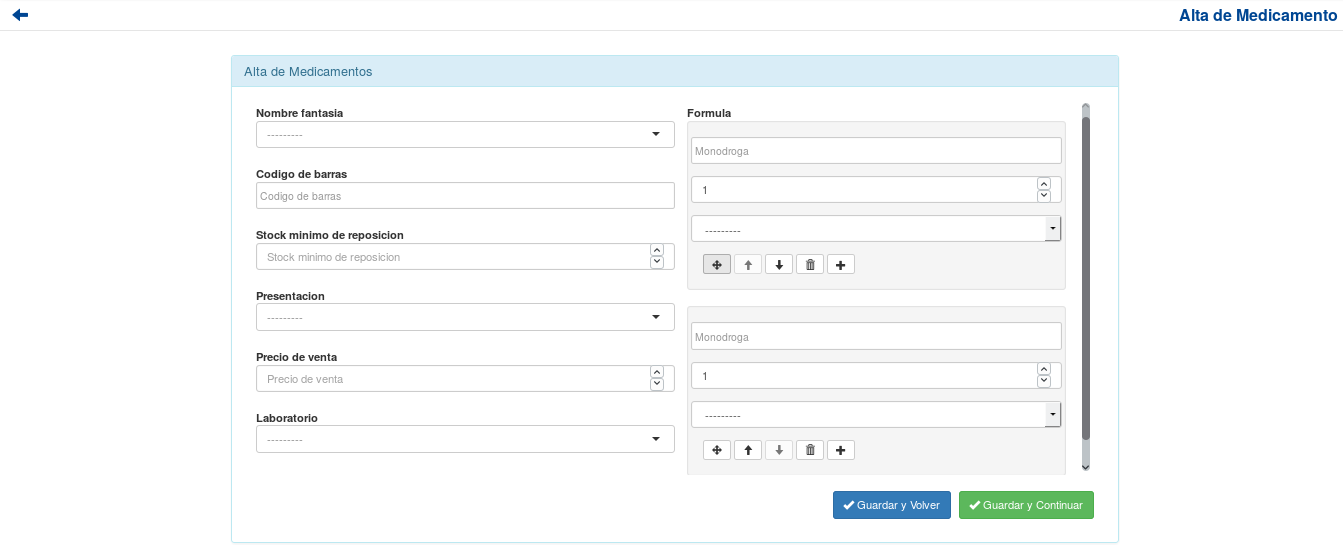 Alta de Medicamento
Alta de Medicamentos
Nombre fantasia
---------
Codigo de barras
Codigo de barras
Stock minimo de reposicion
Stock minimo de reposicion
Presentacion
---------
Precio de venta
Precio de venta
Laboratorio
---------
Formula
Monodroga
1
---------
Monodroga
1
---------
Guardar y Volver
Guardar y Continuar